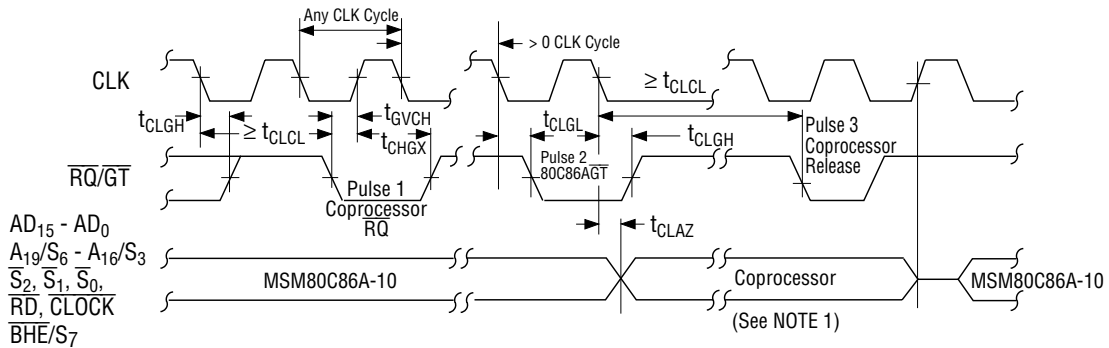 Any CLK Cycle
> 0 CLK Cycle
CLK
≥ tCLCL
tCLGH
≥ tCLCL
tGVCH
tCHGX
tCLGL
tCLGH
Pulse 3
Coprocessor
Release
RQ/GT
Pulse 1
Coprocessor
RQ
Pulse 2
80C86AGT
tCLAZ
AD15 - AD0
A19/S6 - A16/S3
S2, S1, S0,
RD, CLOCK
BHE/S7
MSM80C86A-10
Coprocessor
(See NOTE 1)
MSM80C86A-10